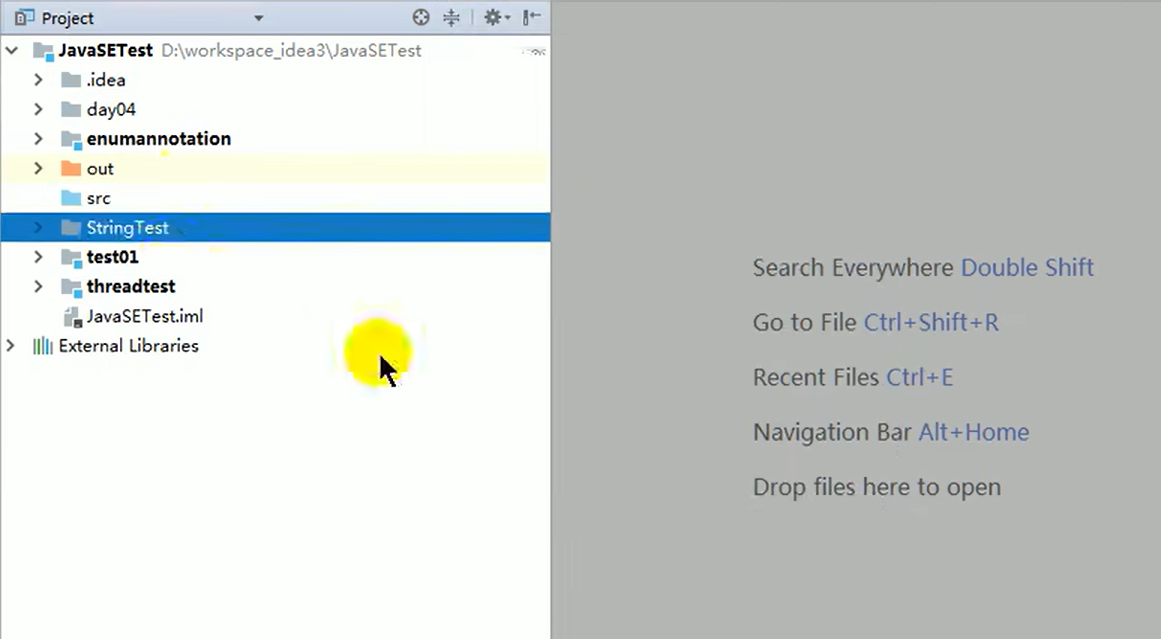 Project
JavaSETest D:\workspace_idea3\JavaSETest
.idea
day04
enumannotation
out
src
StringTest
test01
threadtest
JavaSETest.iml
External Libraries
Search Everywhere Double Shift
Go to File Ctrl+Shift+R
Recent Files Ctrl+E
Navigation Bar Alt+Home
Drop files here to open